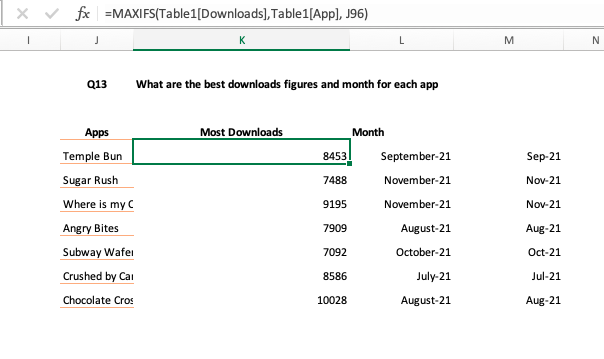 fx =MAXIFS(Table1[Downloads],Table1[App], J96)
I J K L M N
Q13 What are the best downloads figures and month for each app
Apps Most Downloads Month
Temple Bun 8453 September-21 Sep-21
Sugar Rush 7488 November-21 Nov-21
Where is my C 9195 November-21 Nov-21
Angry Bites 7909 August-21 Aug-21
Subway Wafer 7092 October-21 Oct-21
Crushed by Ca 8586 July-21 Jul-21
Chocolate Cros 10028 August-21 Aug-21